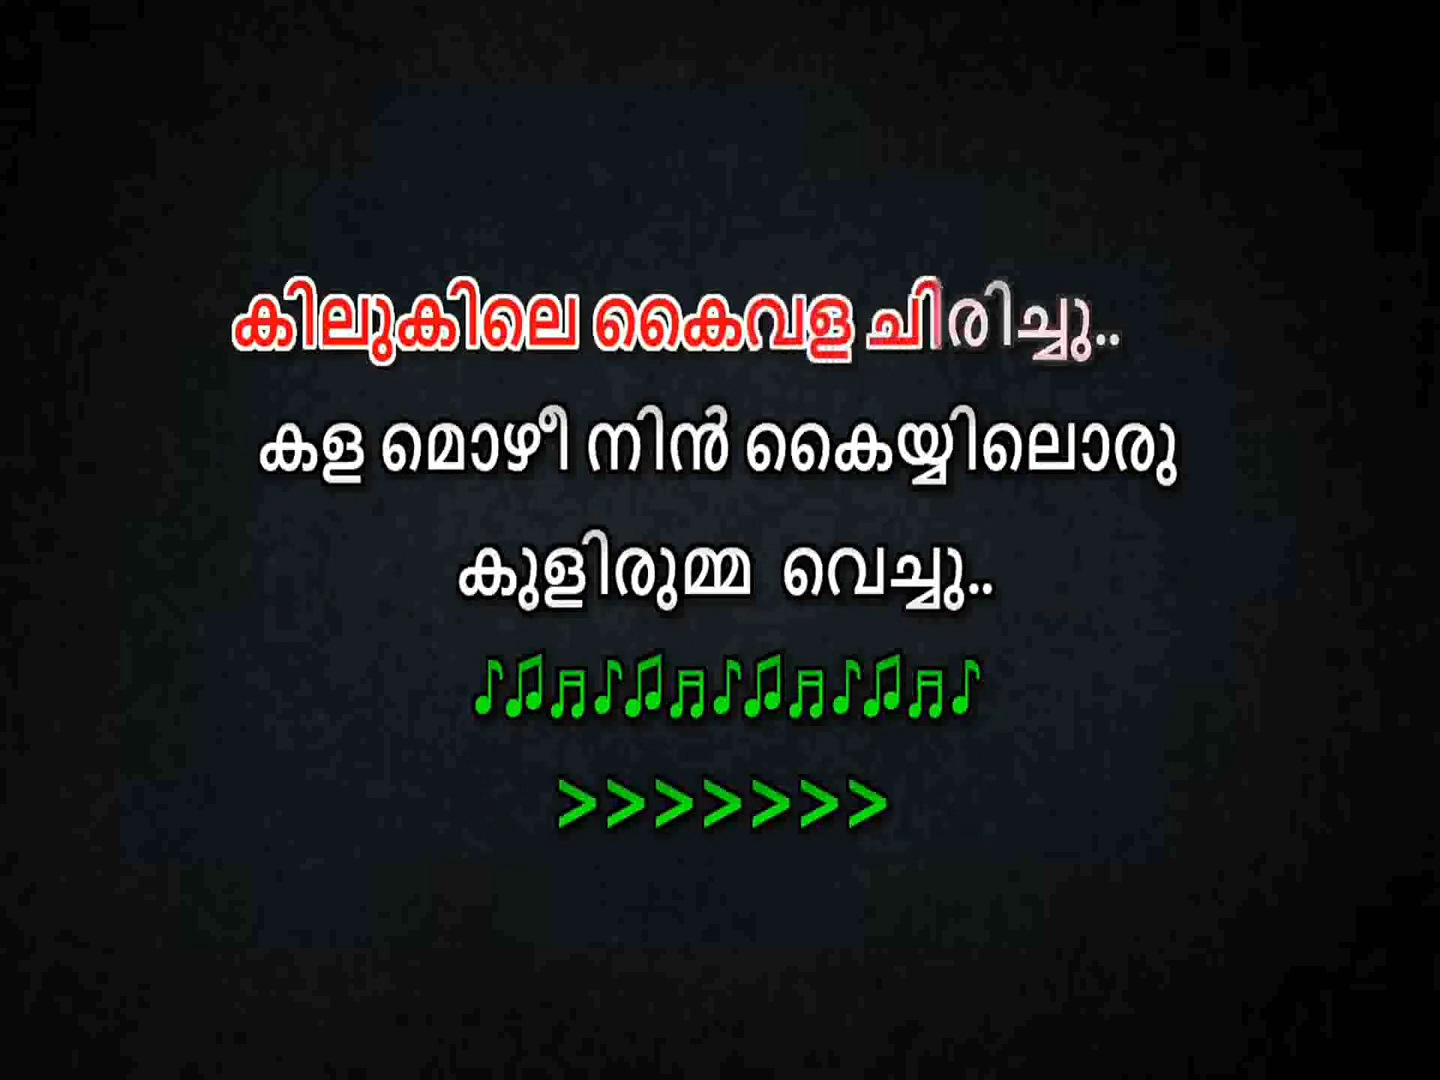 കിലുകിലെ കൈവള ചിരിച്ചു..
കള മൊഴീ നിൻ കൈയ്യിലൊരു
കുളിരുമ്മ വെച്ചു..
♪♫♬♪♫♬♪♫♬♪♫♬♪
>>>>>>>